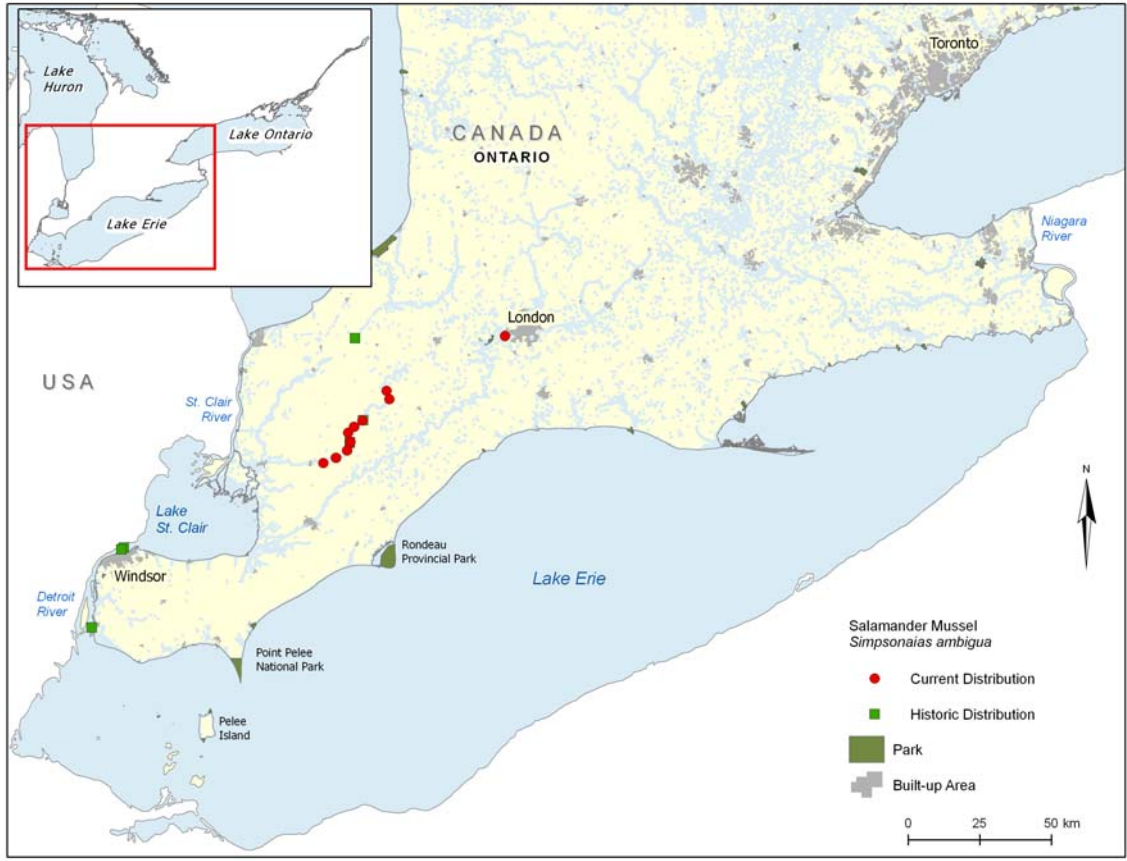 Lake
Huron
Lake Ontario
Lake Erie
Toronto
CANADA
ONTARIO
Niagara
River
London
USA
St. Clair
River
Lake
St. Clair
Windsor
Detroit
River
Rondeau
Provincial Park
Lake Erie
Point Pelee
National Park
Pelee
Island
N
Salamander Mussel
Simpsonaias ambigua
Current Distribution
Historic Distribution
Park
Built-up Area
0 25 50 km